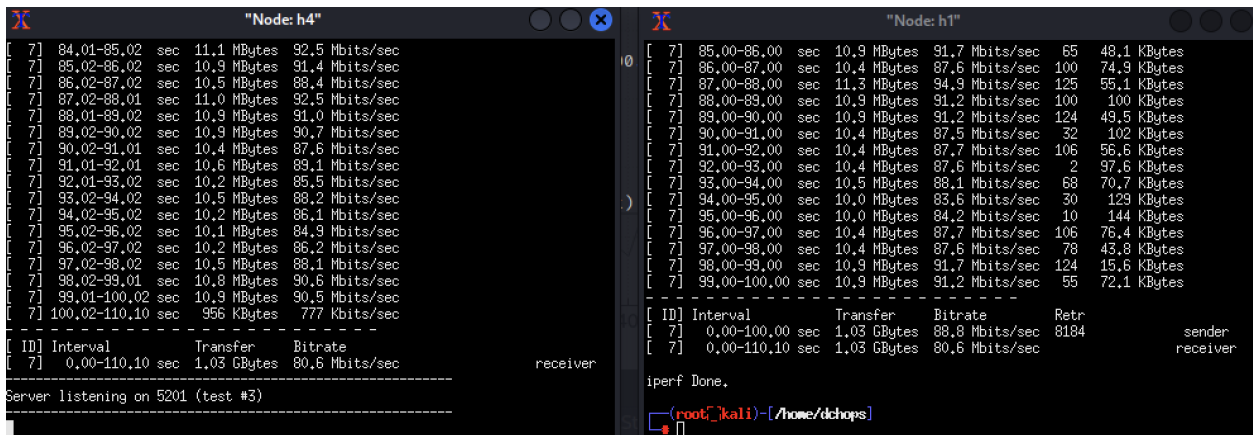 "Node: h4"
[  7]  84.01-85.02  sec  11.1 MBytes  92.5 Mbits/sec
[  7]  85.02-86.02  sec  10.9 MBytes  91.4 Mbits/sec
[  7]  86.02-87.02  sec  10.5 MBytes  88.4 Mbits/sec
[  7]  87.02-88.01  sec  11.0 MBytes  92.5 Mbits/sec
[  7]  88.01-89.02  sec  10.9 MBytes  91.0 Mbits/sec
[  7]  89.02-90.02  sec  10.9 MBytes  90.7 Mbits/sec
[  7]  90.02-91.01  sec  10.4 MBytes  87.6 Mbits/sec
[  7]  91.01-92.01  sec  10.6 MBytes  89.1 Mbits/sec
[  7]  92.01-93.02  sec  10.2 MBytes  85.5 Mbits/sec
[  7]  93.02-94.02  sec  10.5 MBytes  88.2 Mbits/sec
[  7]  94.02-95.02  sec  10.2 MBytes  86.1 Mbits/sec
[  7]  95.02-96.02  sec  10.1 MBytes  84.9 Mbits/sec
[  7]  96.02-97.02  sec  10.2 MBytes  86.2 Mbits/sec
[  7]  97.02-98.02  sec  10.5 MBytes  88.1 Mbits/sec
[  7]  98.02-99.01  sec  10.8 MBytes  90.6 Mbits/sec
[  7]  99.01-100.02 sec  10.9 MBytes  90.5 Mbits/sec
[  7] 100.02-110.10 sec   956 KBytes   777 Kbits/sec
- - - - - - - - - - - - - - - - - - - - - - - - -
[ ID] Interval           Transfer     Bitrate
[  7]   0.00-110.10 sec  1.03 GBytes  80.6 Mbits/sec                  receiver
-----------------------------------------------------------
Server listening on 5201 (test #3)
-----------------------------------------------------------
"Node: h1"
[  7]  85.00-86.00  sec  10.9 MBytes  91.7 Mbits/sec   65   48.1 KBytes
[  7]  86.00-87.00  sec  10.4 MBytes  87.6 Mbits/sec  100   74.9 KBytes
[  7]  87.00-88.00  sec  11.3 MBytes  94.9 Mbits/sec  125   55.1 KBytes
[  7]  88.00-89.00  sec  10.9 MBytes  91.2 Mbits/sec  100    100 KBytes
[  7]  89.00-90.00  sec  10.9 MBytes  91.2 Mbits/sec  124   49.5 KBytes
[  7]  90.00-91.00  sec  10.4 MBytes  87.5 Mbits/sec   32    102 KBytes
[  7]  91.00-92.00  sec  10.4 MBytes  87.7 Mbits/sec  106   56.6 KBytes
[  7]  92.00-93.00  sec  10.4 MBytes  87.6 Mbits/sec    2   97.6 KBytes
[  7]  93.00-94.00  sec  10.5 MBytes  88.1 Mbits/sec   68   70.7 KBytes
[  7]  94.00-95.00  sec  10.0 MBytes  83.6 Mbits/sec   30    129 KBytes
[  7]  95.00-96.00  sec  10.0 MBytes  84.2 Mbits/sec   10    144 KBytes
[  7]  96.00-97.00  sec  10.4 MBytes  87.7 Mbits/sec  106   76.4 KBytes
[  7]  97.00-98.00  sec  10.4 MBytes  87.6 Mbits/sec   78   43.8 KBytes
[  7]  98.00-99.00  sec  10.9 MBytes  91.7 Mbits/sec  124   15.6 KBytes
[  7]  99.00-100.00 sec  10.9 MBytes  91.2 Mbits/sec   55   72.1 KBytes
- - - - - - - - - - - - - - - - - - - - - - - - -
[ ID] Interval           Transfer     Bitrate         Retr
[  7]   0.00-100.00 sec  1.03 GBytes  88.8 Mbits/sec  8184             sender
[  7]   0.00-110.10 sec  1.03 GBytes  80.6 Mbits/sec                  receiver
iperf Done.
(root kali)-[/home/dchops]
#